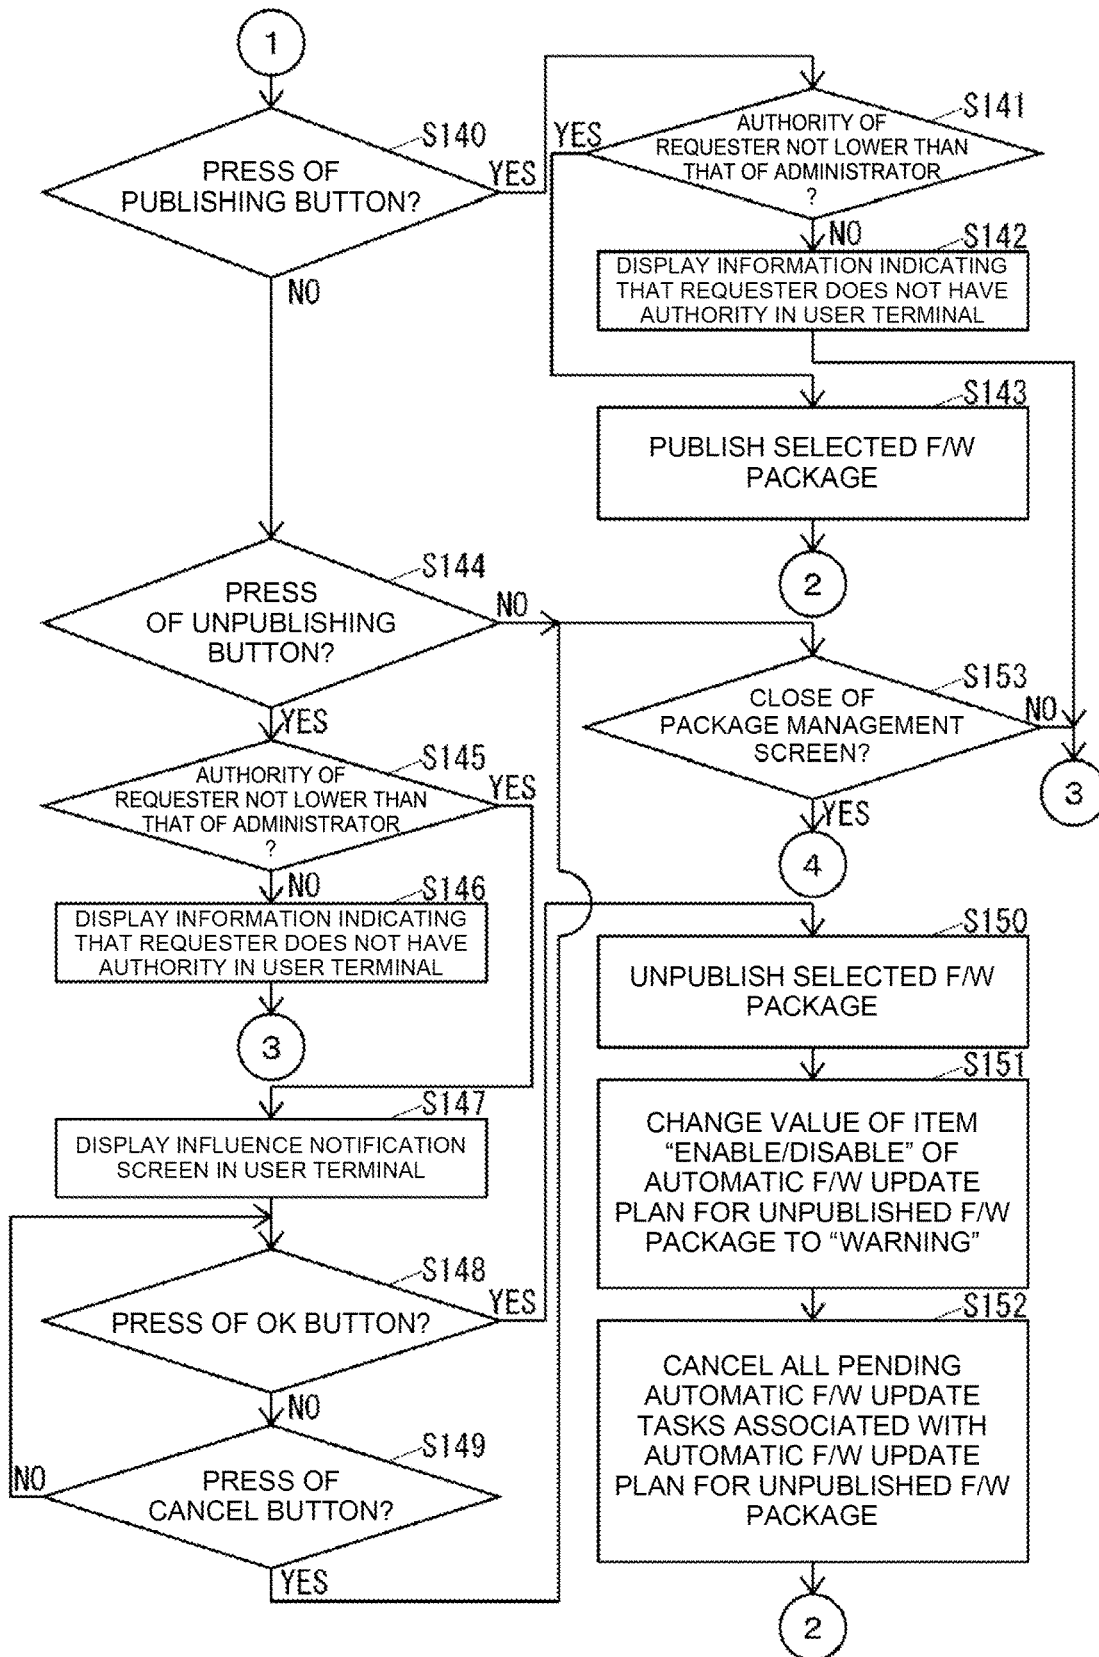 1
S140
PRESS OF
PUBLISHING BUTTON?
YES
NO
S141
YES
AUTHORITY OF
REQUESTER NOT LOWER THAN
THAT OF ADMINISTRATOR
?
NO
S142
DISPLAY INFORMATION INDICATING
THAT REQUESTER DOES NOT HAVE
AUTHORITY IN USER TERMINAL
S143
PUBLISH SELECTED F/W
PACKAGE
2
S144
PRESS
OF UNPUBLISHING
BUTTON?
NO
YES
S153
CLOSE OF
PACKAGE MANAGEMENT
SCREEN?
NO
3
YES
4
S145
AUTHORITY OF
REQUESTER NOT LOWER THAN
THAT OF ADMINISTRATOR
?
YES
NO
S146
DISPLAY INFORMATION INDICATING
THAT REQUESTER DOES NOT HAVE
AUTHORITY IN USER TERMINAL
3
S147
DISPLAY INFLUENCE NOTIFICATION
SCREEN IN USER TERMINAL
S148
PRESS OF OK BUTTON?
YES
NO
S149
PRESS OF
CANCEL BUTTON?
NO
YES
S150
UNPUBLISH SELECTED F/W
PACKAGE
S151
CHANGE VALUE OF ITEM
“ENABLE/DISABLE” OF
AUTOMATIC F/W UPDATE
PLAN FOR UNPUBLISHED F/W
PACKAGE TO “WARNING”
S152
CANCEL ALL PENDING
AUTOMATIC F/W UPDATE
TASKS ASSOCIATED WITH
AUTOMATIC F/W UPDATE
PLAN FOR UNPUBLISHED F/W
PACKAGE
2